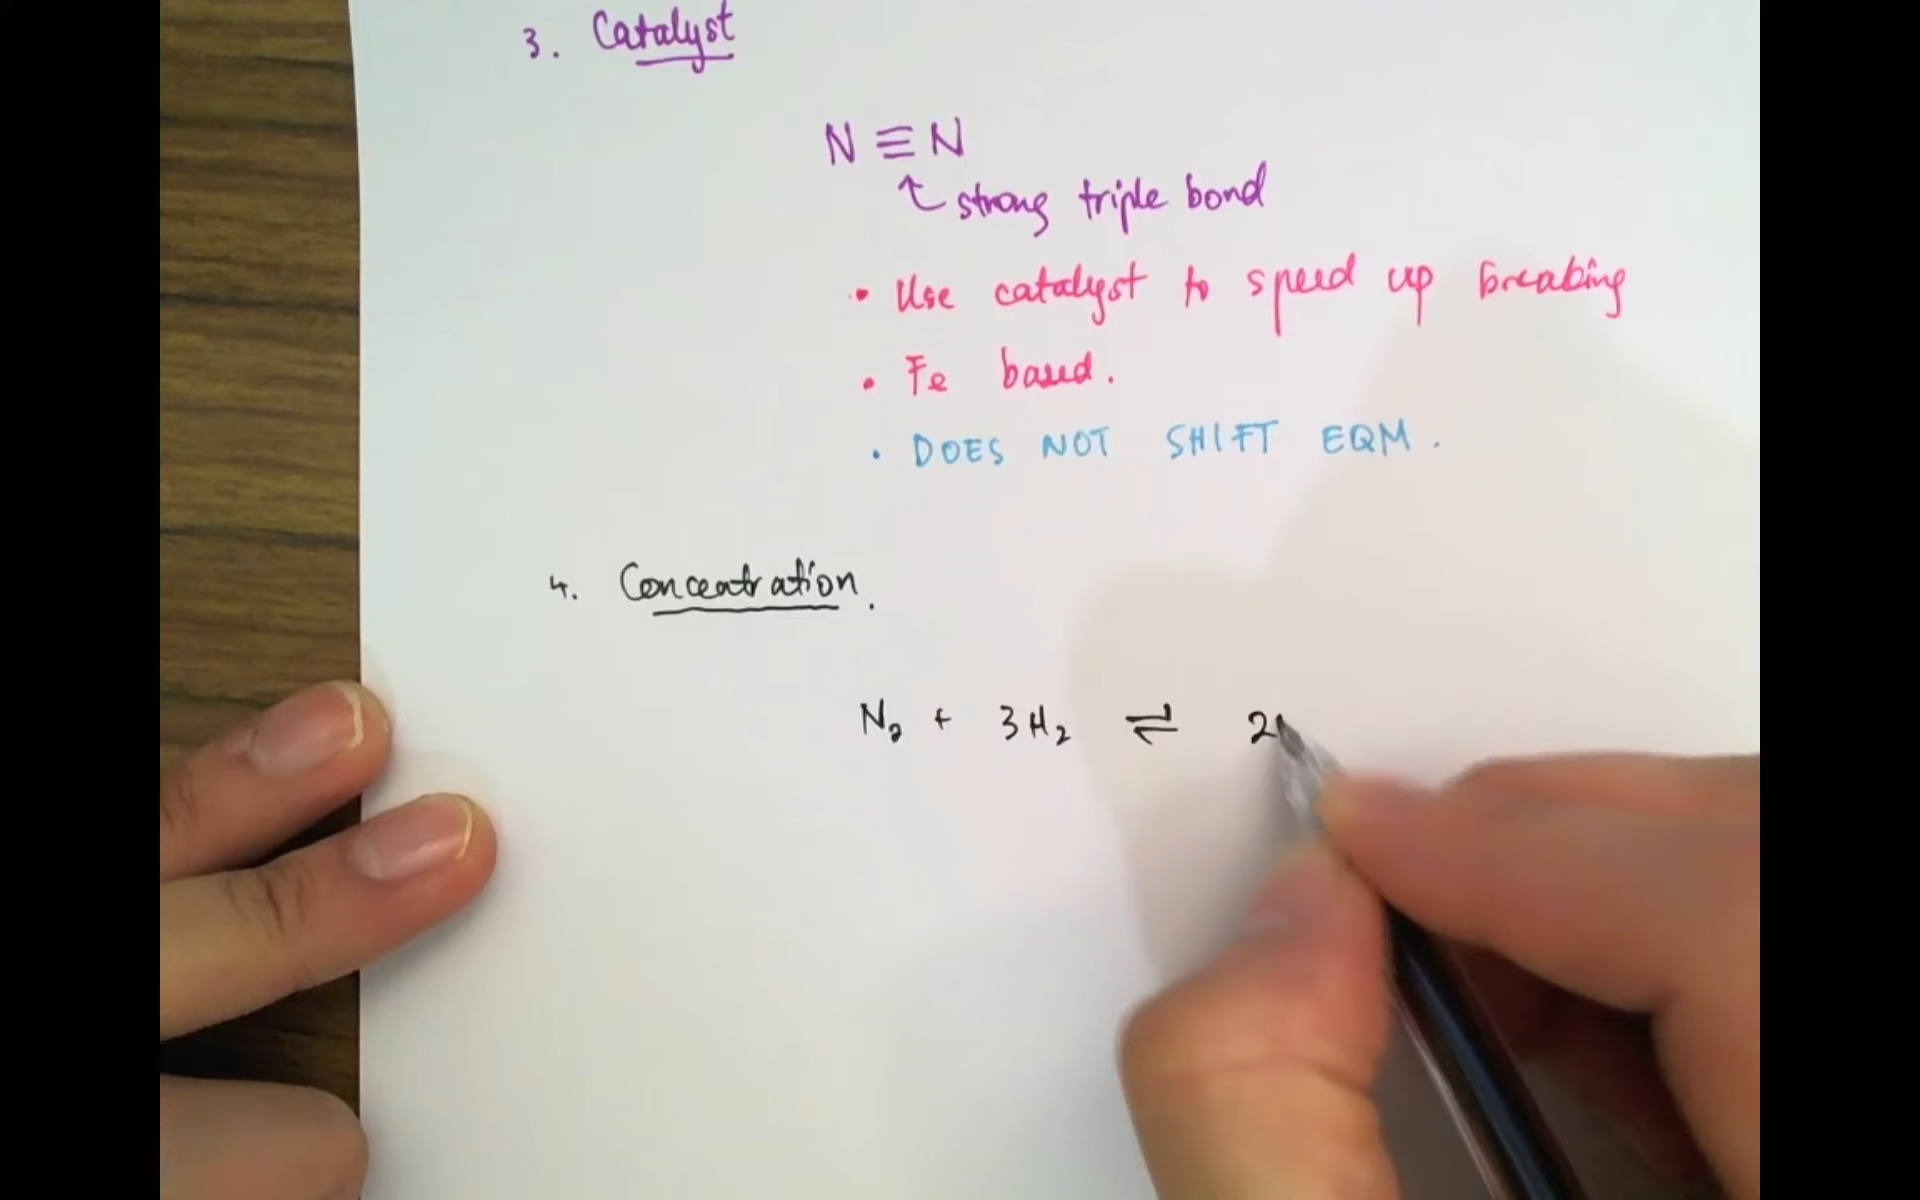 3. Catalyst
N ≡ N
strong triple bond
• Use catalyst to speed up breaking
• Fe based.
• DOES NOT SHIFT EQM.
4. Concentration.
N₂ + 3H₂ ⇌ 2